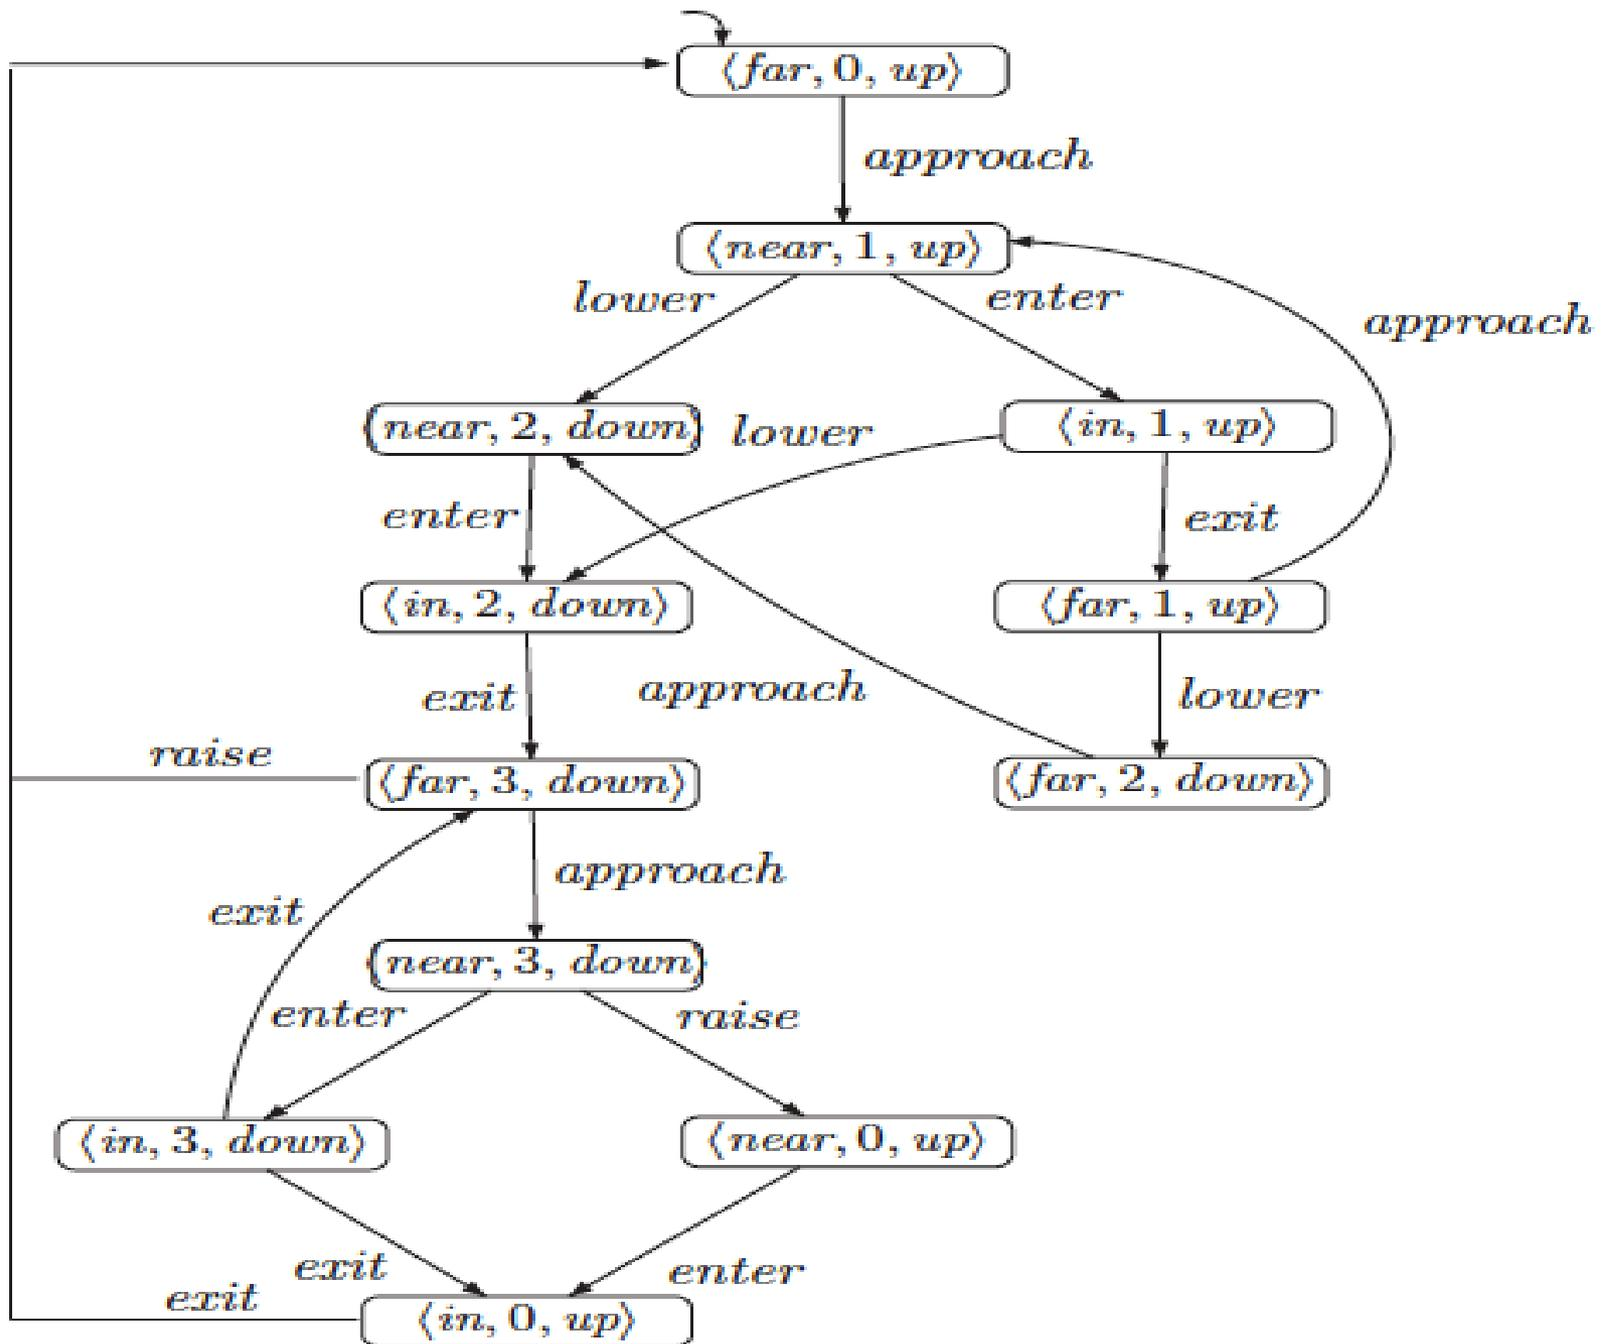 ⟨far, 0, up⟩
approach
⟨near, 1, up⟩
lower
enter
approach
⟨near, 2, down⟩
lower
⟨in, 1, up⟩
enter
exit
⟨in, 2, down⟩
⟨far, 1, up⟩
exit
approach
lower
raise
⟨far, 3, down⟩
⟨far, 2, down⟩
approach
exit
⟨near, 3, down⟩
enter
raise
⟨in, 3, down⟩
⟨near, 0, up⟩
exit
enter
exit
⟨in, 0, up⟩